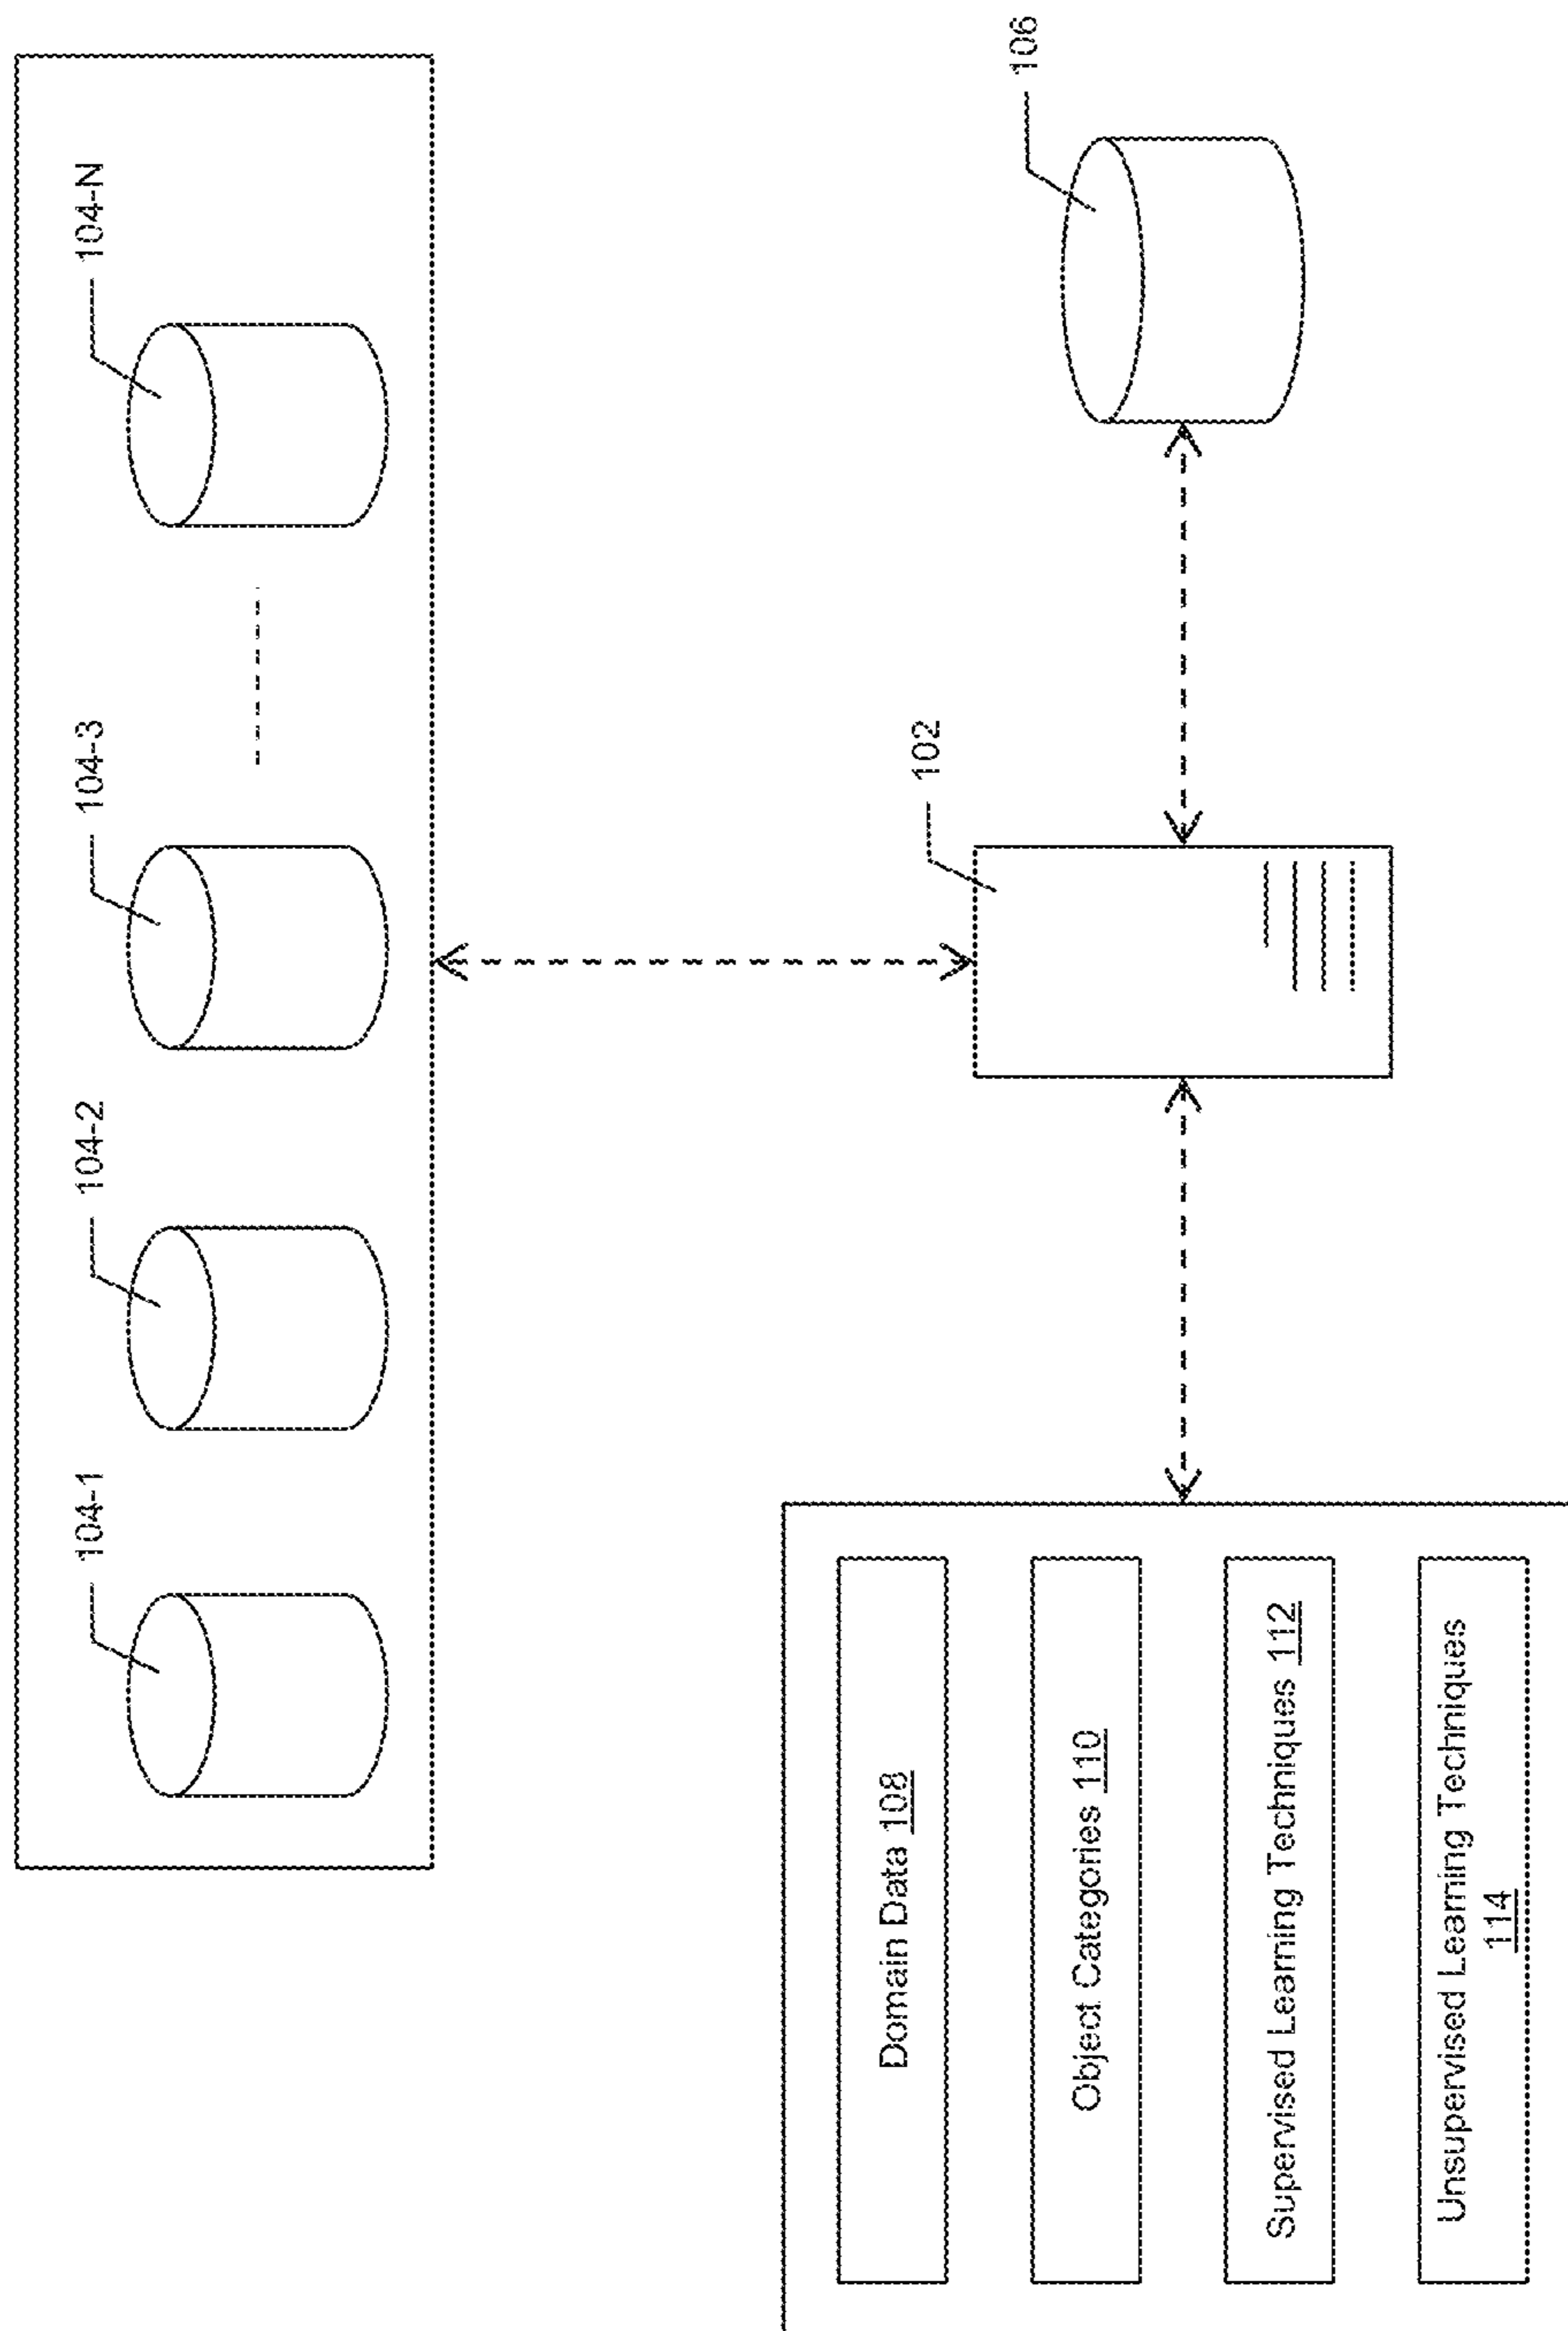 104-1
104-2
104-3
104-N
102
106
Domain Data 108
Object Categories 110
Supervised Learning Techniques 112
Unsupervised Learning Techniques
114